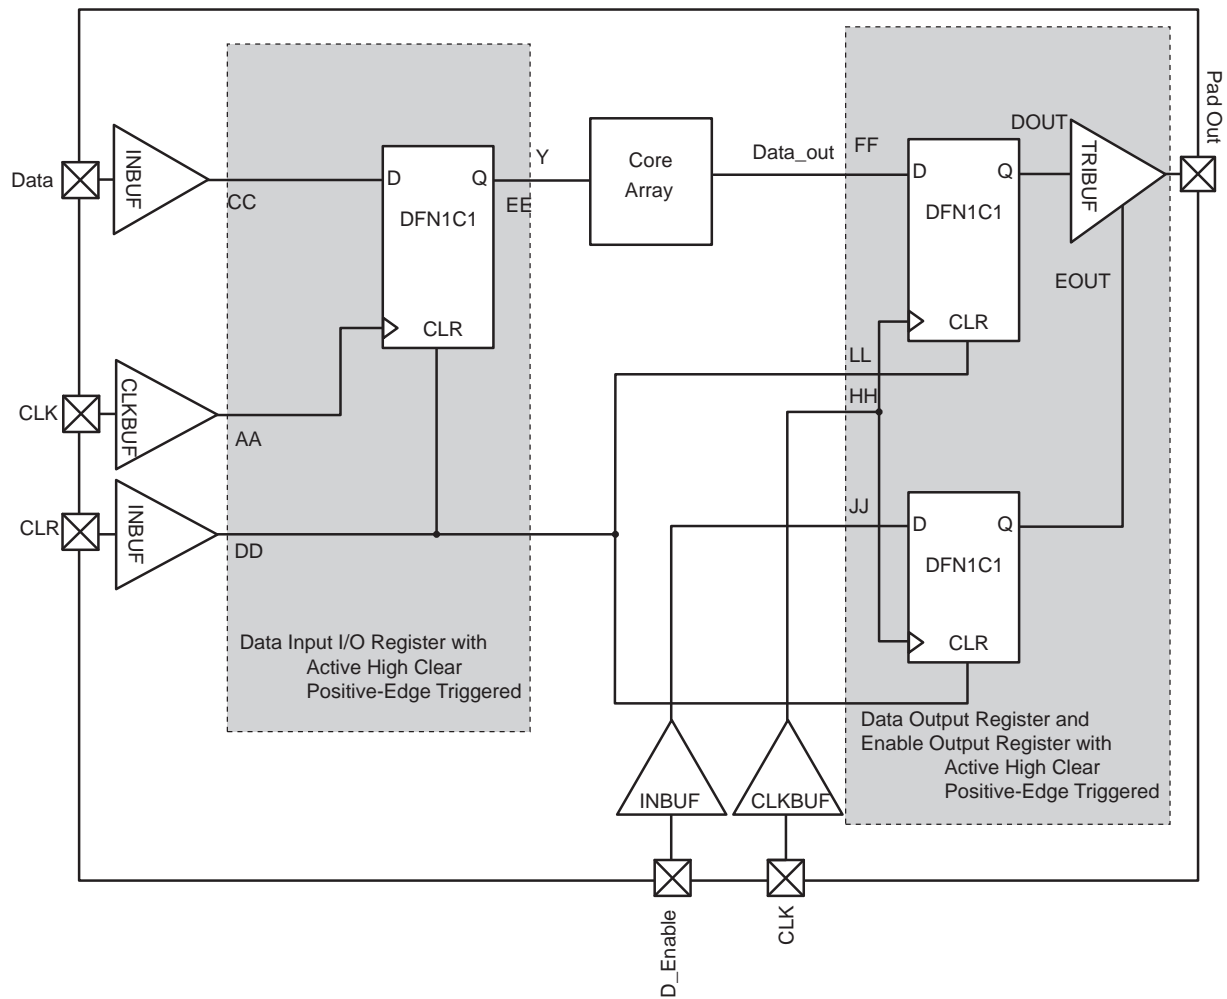 Data
INBUF
CC
D
Q
DFN1C1
CLR
Y
EE
Core
Array
Data_out
FF
D
Q
DFN1C1
CLR
DOUT
TRIBUF
Pad Out
EOUT
CLK
CLKBUF
AA
LL
HH
CLR
INBUF
DD
JJ
D
Q
DFN1C1
CLR
Data Input I/O Register with
Active High Clear
Positive-Edge Triggered
Data Output Register and
Enable Output Register with
Active High Clear
Positive-Edge Triggered
INBUF
CLKBUF
D_Enable
CLK